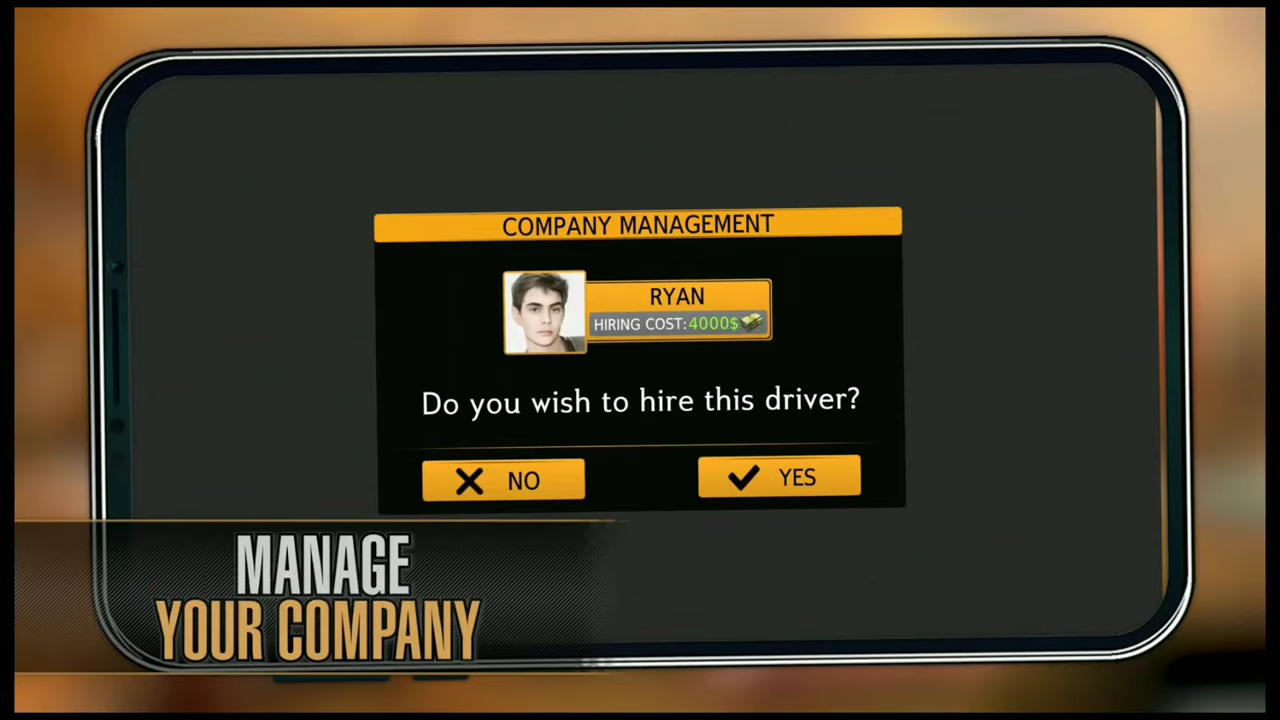 COMPANY MANAGEMENT
RYAN
HIRING COST: 4000$
Do you wish to hire this driver?
NO
YES
MANAGE
YOUR COMPANY